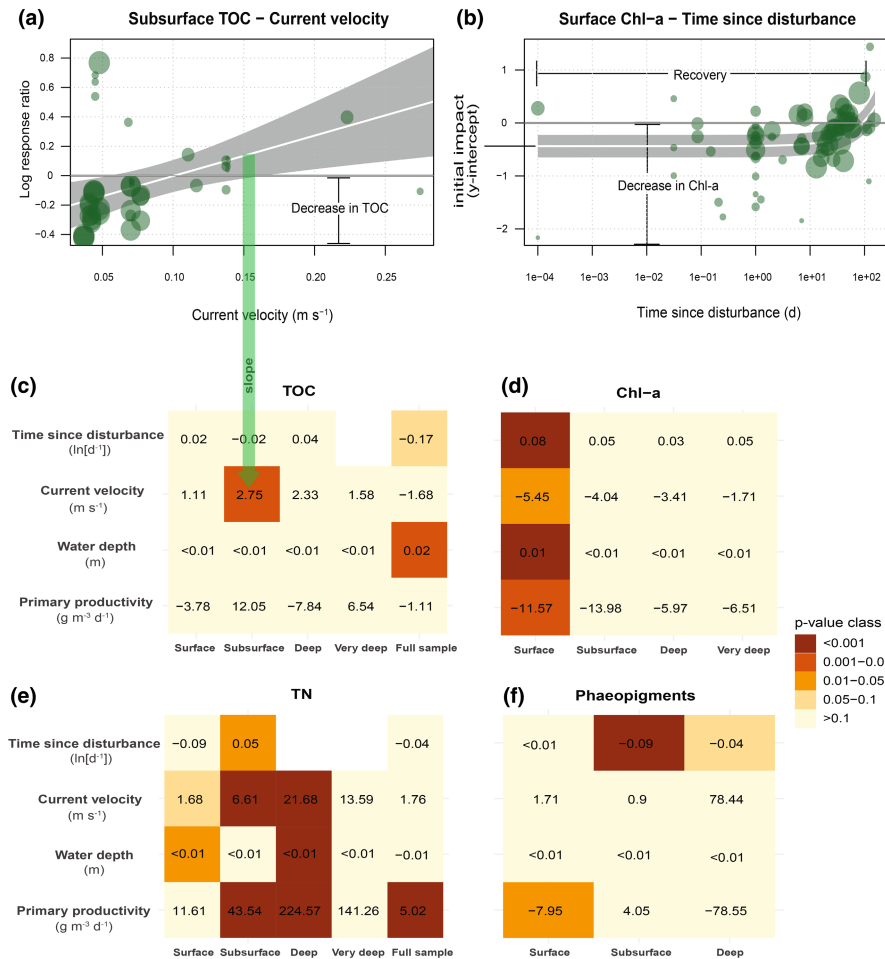 (a) Subsurface TOC − Current velocity
Log response ratio
0.8
0.6
0.4
0.2
0
−0.2
−0.4
Decrease in TOC
0.05 0.10 0.15 0.20 0.25
Current velocity (m s⁻¹)
slope
(b) Surface Chl−a − Time since disturbance
initial impact
(y-intercept)
1
0
−1
−2
Recovery
Decrease in Chl-a
1e−04 1e−03 1e−02 1e−01 1e+00 1e+01 1e+02
Time since disturbance (d)
(c) TOC
Time since disturbance
(ln[d⁻¹])
0.02 −0.02 0.04 −0.17
Current velocity
(m s⁻¹)
1.11 2.75 2.33 1.58 −1.68
Water depth
(m)
<0.01 <0.01 <0.01 <0.01 0.02
Primary productivity
(g m⁻³ d⁻¹)
−3.78 12.05 −7.84 6.54 −1.11
Surface Subsurface Deep Very deep Full sample
(d) Chl−a
0.08 0.05 0.03 0.05
−5.45 −4.04 −3.41 −1.71
0.01 <0.01 <0.01 <0.01
−11.57 −13.98 −5.97 −6.51
Surface Subsurface Deep Very deep
p-value class
<0.001
0.001−0.0
0.01−0.05
0.05−0.1
>0.1
(e) TN
Time since disturbance
(ln[d⁻¹])
−0.09 0.05 −0.04
Current velocity
(m s⁻¹)
1.68 6.61 21.68 13.59 1.76
Water depth
(m)
<0.01 <0.01 <0.01 <0.01 −0.01
Primary productivity
(g m⁻³ d⁻¹)
11.61 43.54 224.57 141.26 5.02
Surface Subsurface Deep Very deep Full sample
(f) Phaeopigments
<0.01 −0.09 −0.04
1.71 0.9 78.44
<0.01 <0.01 <0.01
−7.95 4.05 −78.55
Surface Subsurface Deep